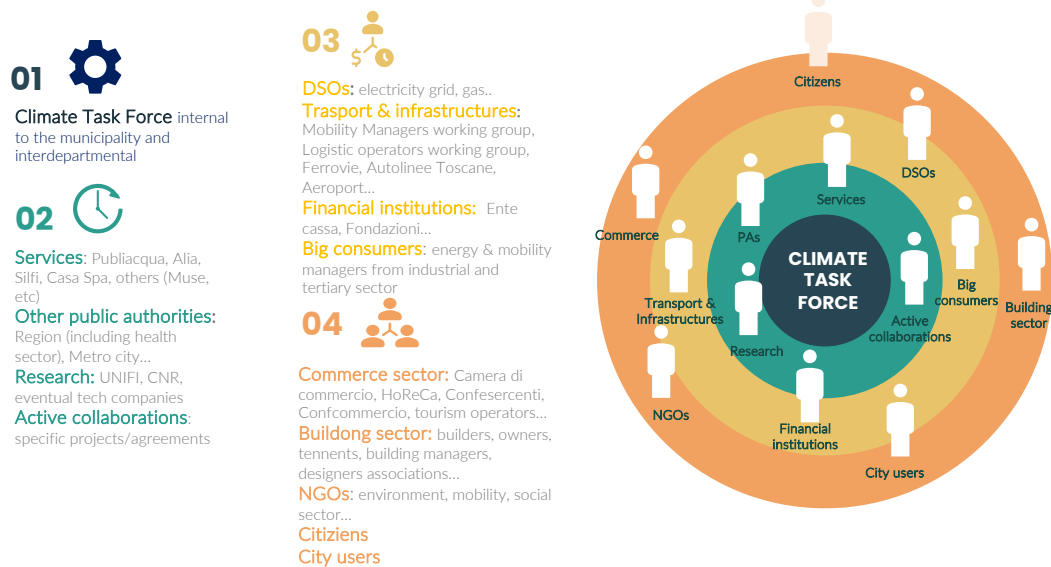 01
Climate Task Force internal
to the municipality and
interdepartmental
02
Services: Publiacqua, Alia,
Silfi, Casa Spa, others (Muse,
etc)
Other public authorities:
Region (including health
sector), Metro city...
Research: UNIFI, CNR,
eventual tech companies
Active collaborations:
specific projects/agreements
03
$
DSOs: electricity grid, gas..
Trasport & infrastructures:
Mobility Managers working group,
Logistic operators working group,
Ferrovie, Autolinee Toscane,
Aeroport...
Financial institutions: Ente
cassa, Fondazioni...
Big consumers: energy & mobility
managers from industrial and
tertiary sector
04
Commerce sector: Camera di
commercio, HoReCa, Confesercenti,
Confcommercio, tourism operators...
Buildong sector: builders, owners,
tennents, building managers,
designers associations...
NGOs: environment, mobility, social
sector...
Citiziens
City users
Citizens
DSOs
Services
Commerce
PAs
CLIMATE
TASK
FORCE
Big
consumers
Transport &
Infrastructures
Building
sector
Active
collaborations
Research
NGOs
Financial
institutions
City users